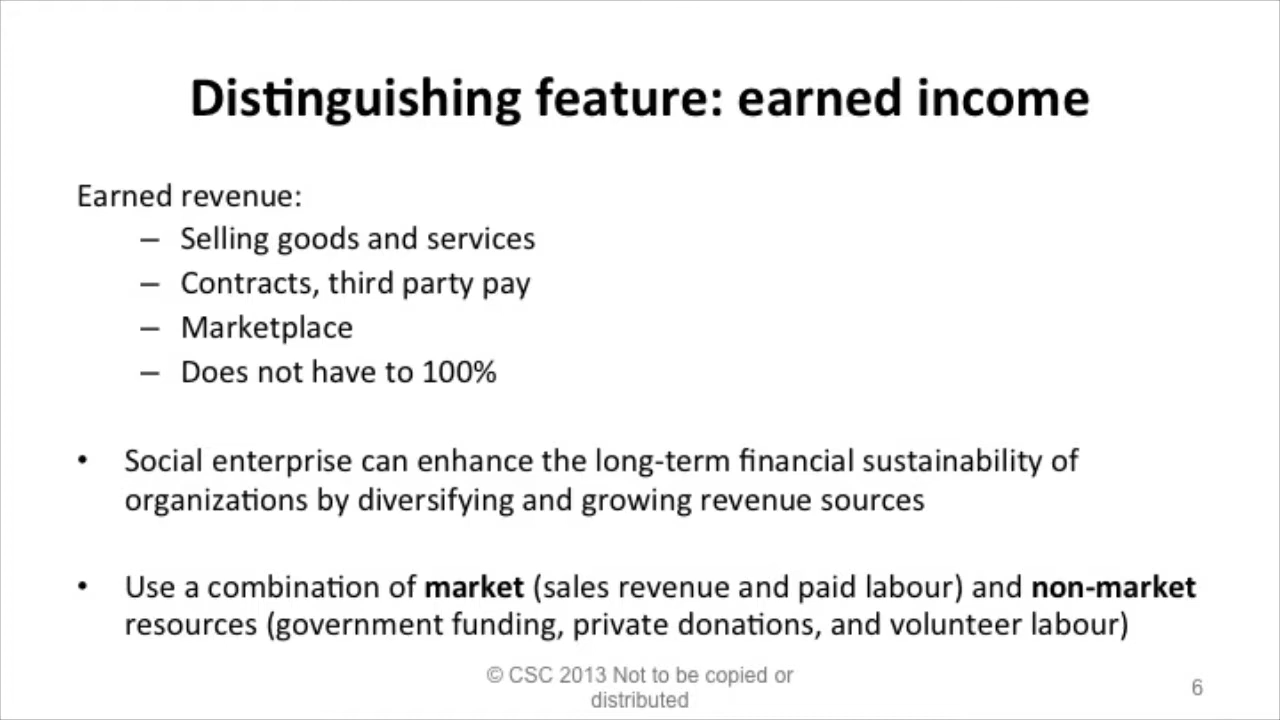 Distinguishing feature: earned income
Earned revenue:
– Selling goods and services
– Contracts, third party pay
– Marketplace
– Does not have to 100%
• Social enterprise can enhance the long-term financial sustainability of
organizations by diversifying and growing revenue sources
• Use a combination of market (sales revenue and paid labour) and non-market
resources (government funding, private donations, and volunteer labour)
© CSC 2013 Not to be copied or
distributed
6